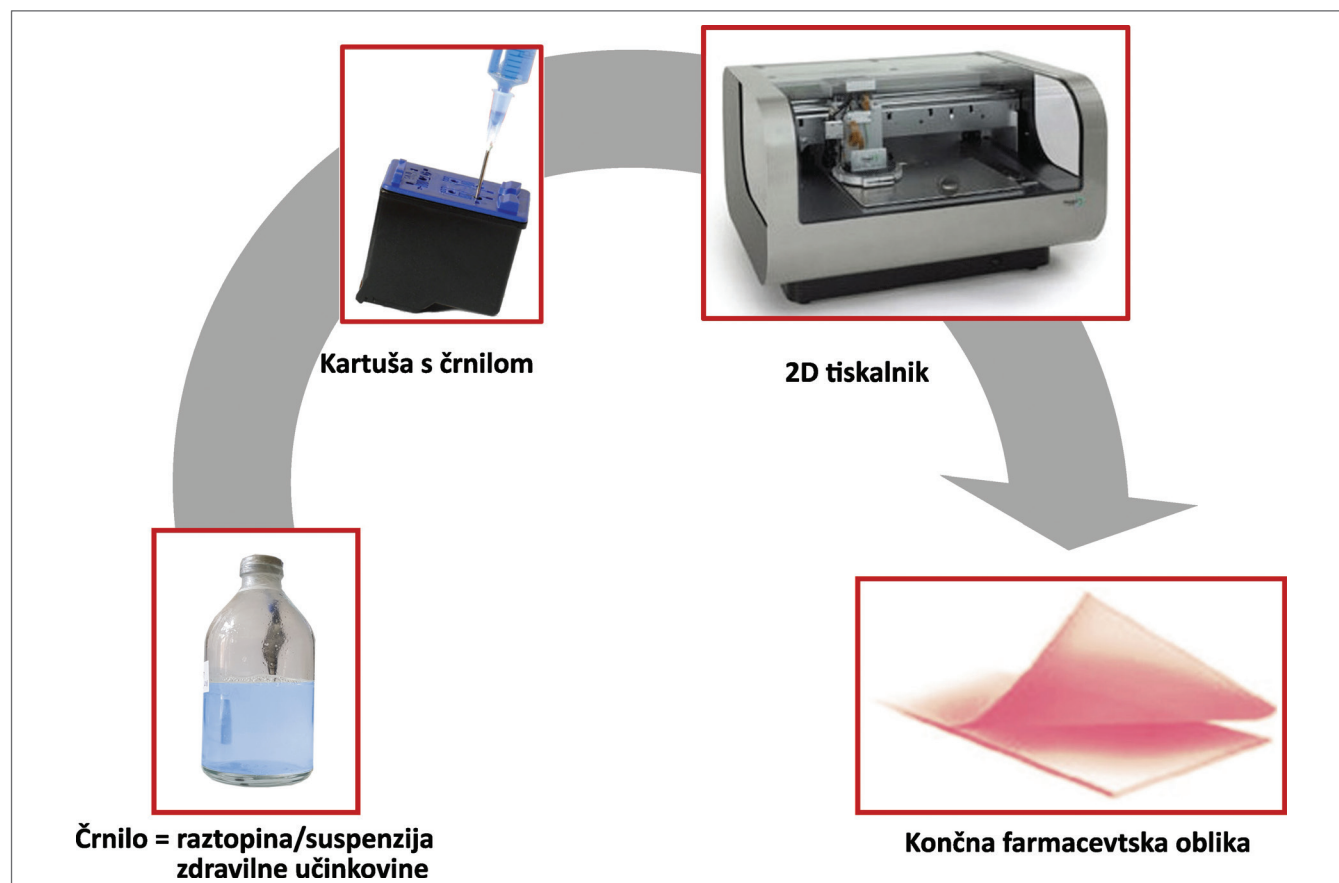 Kartuša s črnilom
2D tiskalnik
Črnilo = raztopina/suspenzija
zdravilne učinkovine
Končna farmacevtska oblika